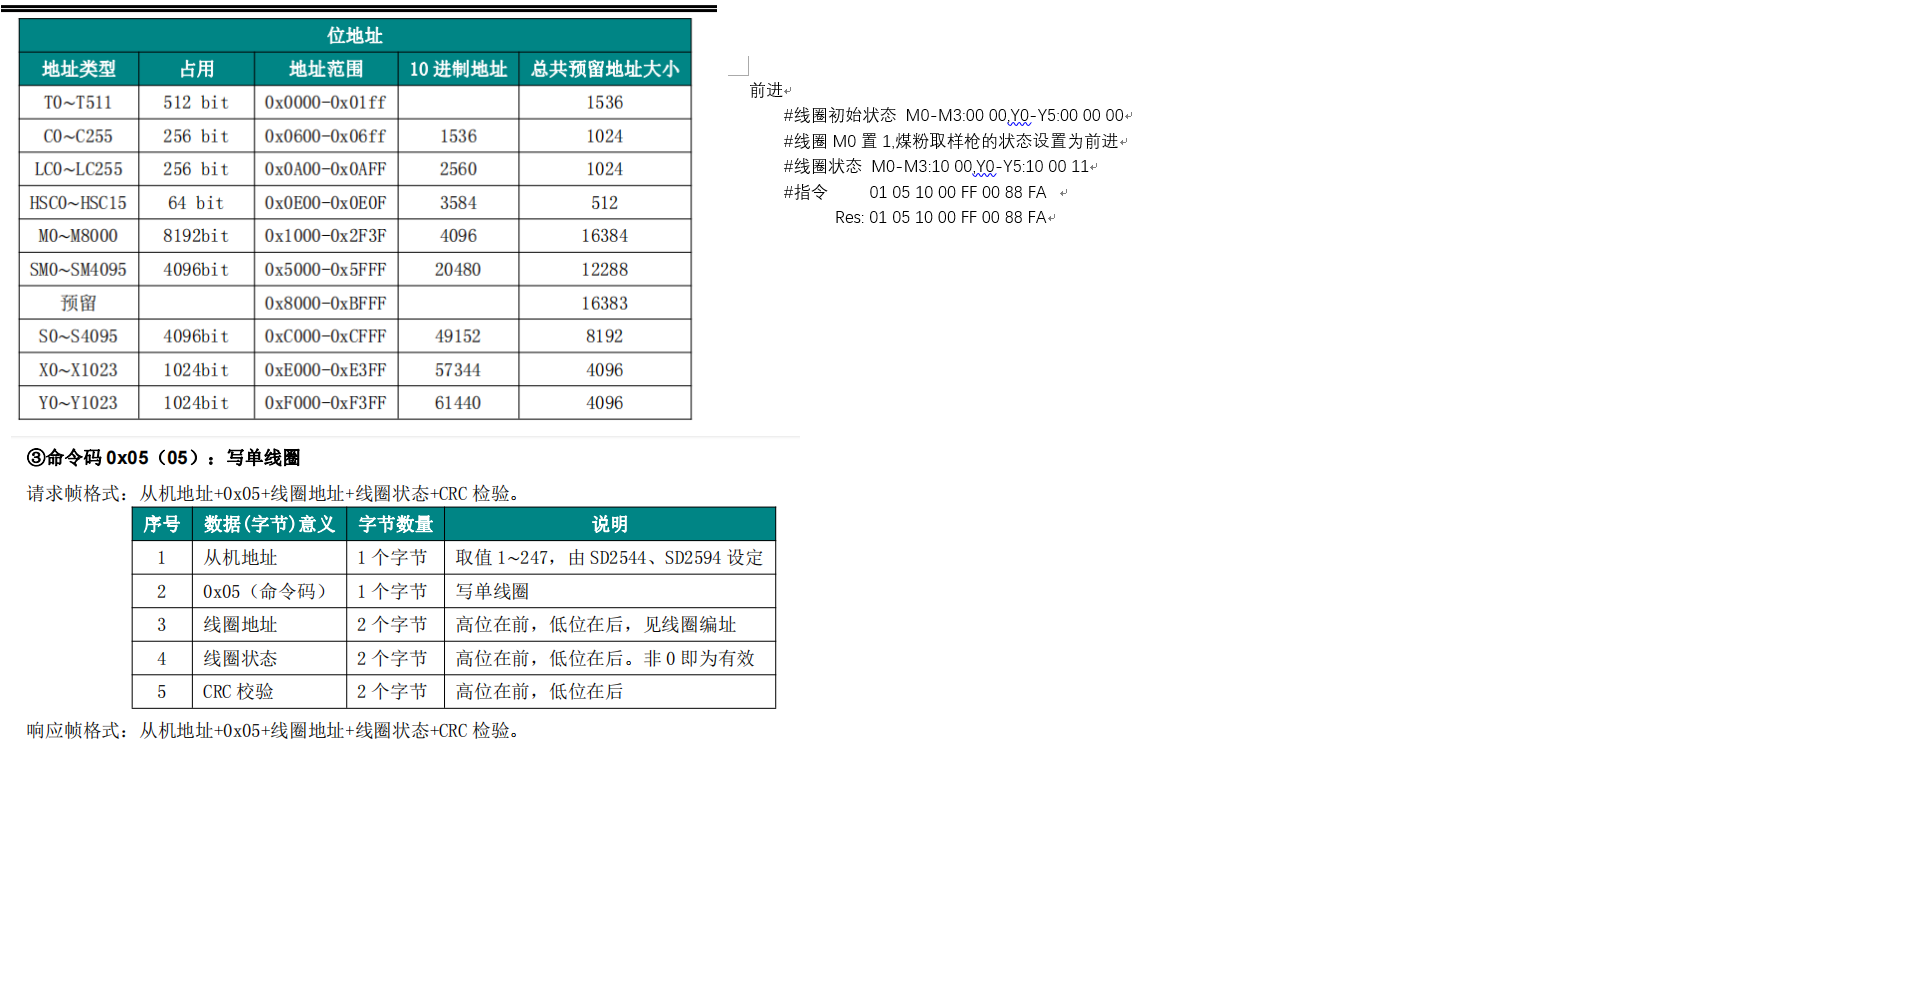 位地址
地址类型 占用 地址范围 10 进制地址 总共预留地址大小
T0~T511 512 bit 0x0000-0x01ff 1536
C0~C255 256 bit 0x0600-0x06ff 1536 1024
LC0~LC255 256 bit 0x0A00-0x0AFF 2560 1024
HSC0~HSC15 64 bit 0x0E00-0x0E0F 3584 512
M0~M8000 8192bit 0x1000-0x2F3F 4096 16384
SM0~SM4095 4096bit 0x5000-0x5FFF 20480 12288
预留 0x8000-0xBFFF 16383
S0~S4095 4096bit 0xC000-0xCFFF 49152 8192
X0~X1023 1024bit 0xE000-0xE3FF 57344 4096
Y0~Y1023 1024bit 0xF000-0xF3FF 61440 4096
③命令码 0x05（05）：写单线圈
请求帧格式：从机地址+0x05+线圈地址+线圈状态+CRC 检验。
序号 数据(字节)意义 字节数量 说明
1 从机地址 1 个字节 取值 1~247，由 SD2544、SD2594 设定
2 0x05（命令码） 1 个字节 写单线圈
3 线圈地址 2 个字节 高位在前，低位在后，见线圈编址
4 线圈状态 2 个字节 高位在前，低位在后。非 0 即为有效
5 CRC 校验 2 个字节 高位在前，低位在后
响应帧格式：从机地址+0x05+线圈地址+线圈状态+CRC 检验。
前进
#线圈初始状态 M0-M3:00 00,Y0-Y5:00 00 00
#线圈 M0 置 1,煤粉取样枪的状态设置为前进
#线圈状态 M0-M3:10 00,Y0-Y5:10 00 11
#指令 01 05 10 00 FF 00 88 FA
Res: 01 05 10 00 FF 00 88 FA